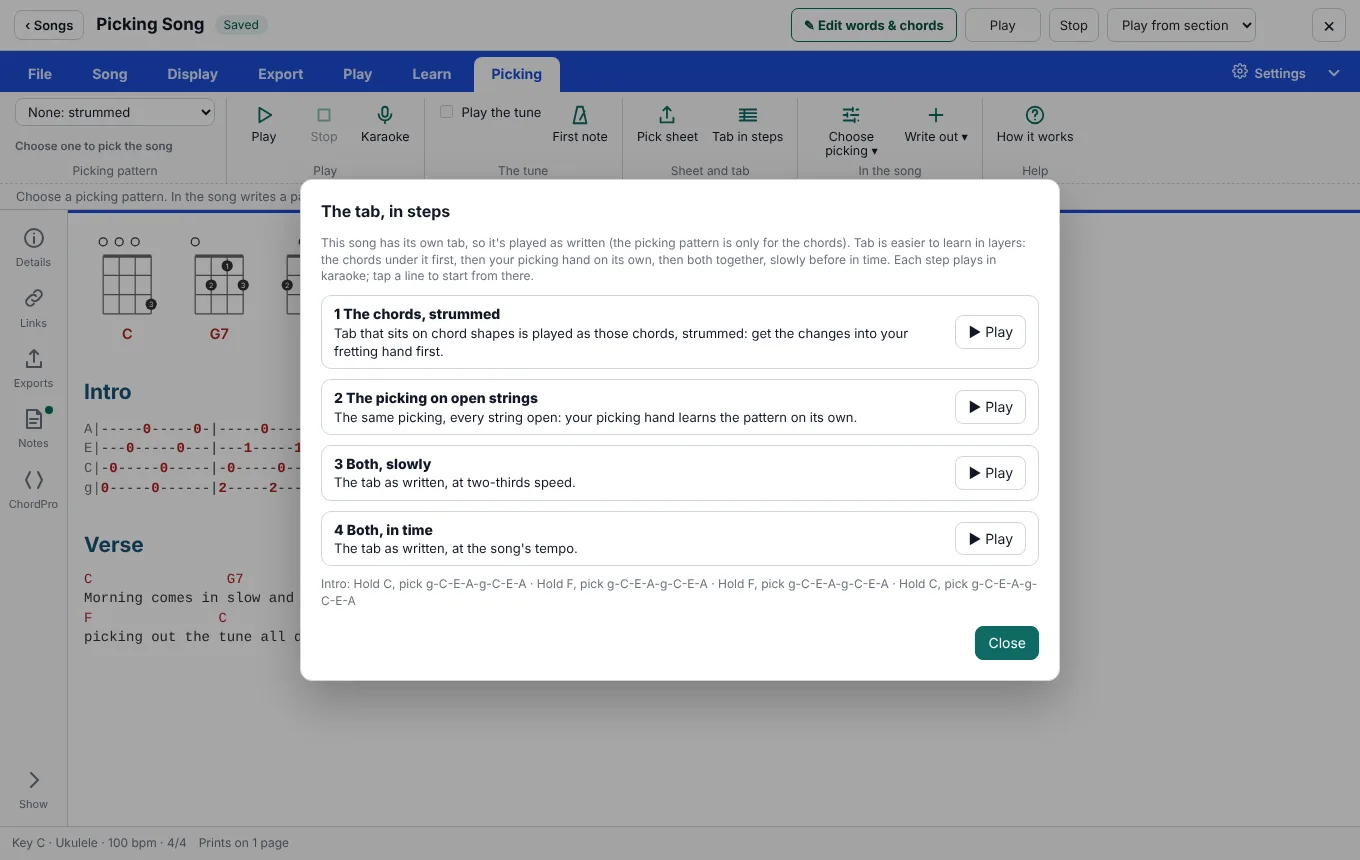 ‹ Songs
Picking Song
Saved
✎ Edit words & chords
Play
Stop
Play from section
✕
File
Song
Display
Export
Play
Learn
Picking
Settings
None: strummed
Choose one to pick the song
Picking pattern
Play
Stop
Karaoke
Play
Play the tune
First note
The tune
Pick sheet
Tab in steps
Sheet and tab
Choose picking ▾
Write out ▾
In the song
How it works
Help
Choose a picking pattern. In the song writes a pa
Details
Links
Exports
Notes
ChordPro
Show
3
C
1
2
3
G7
2
Intro
A|-----0-----0-|-----0---
E|---0-----0---|---1-----1
C|-0-----0-----|-0-----0--
g|0-----0------|2-----2---
Verse
C G7
Morning comes in slow and
F C
picking out the tune all d
The tab, in steps
This song has its own tab, so it's played as written (the picking pattern is only for the chords). Tab is easier to learn in layers:
the chords under it first, then your picking hand on its own, then both together, slowly before in time. Each step plays in
karaoke; tap a line to start from there.
1 The chords, strummed
Tab that sits on chord shapes is played as those chords, strummed: get the changes into your
fretting hand first.
▶ Play
2 The picking on open strings
The same picking, every string open: your picking hand learns the pattern on its own.
▶ Play
3 Both, slowly
The tab as written, at two-thirds speed.
▶ Play
4 Both, in time
The tab as written, at the song's tempo.
▶ Play
Intro: Hold C, pick g-C-E-A-g-C-E-A · Hold F, pick g-C-E-A-g-C-E-A · Hold F, pick g-C-E-A-g-C-E-A · Hold C, pick g-C-E-A-g-
C-E-A
Close
Key C · Ukulele · 100 bpm · 4/4 Prints on 1 page